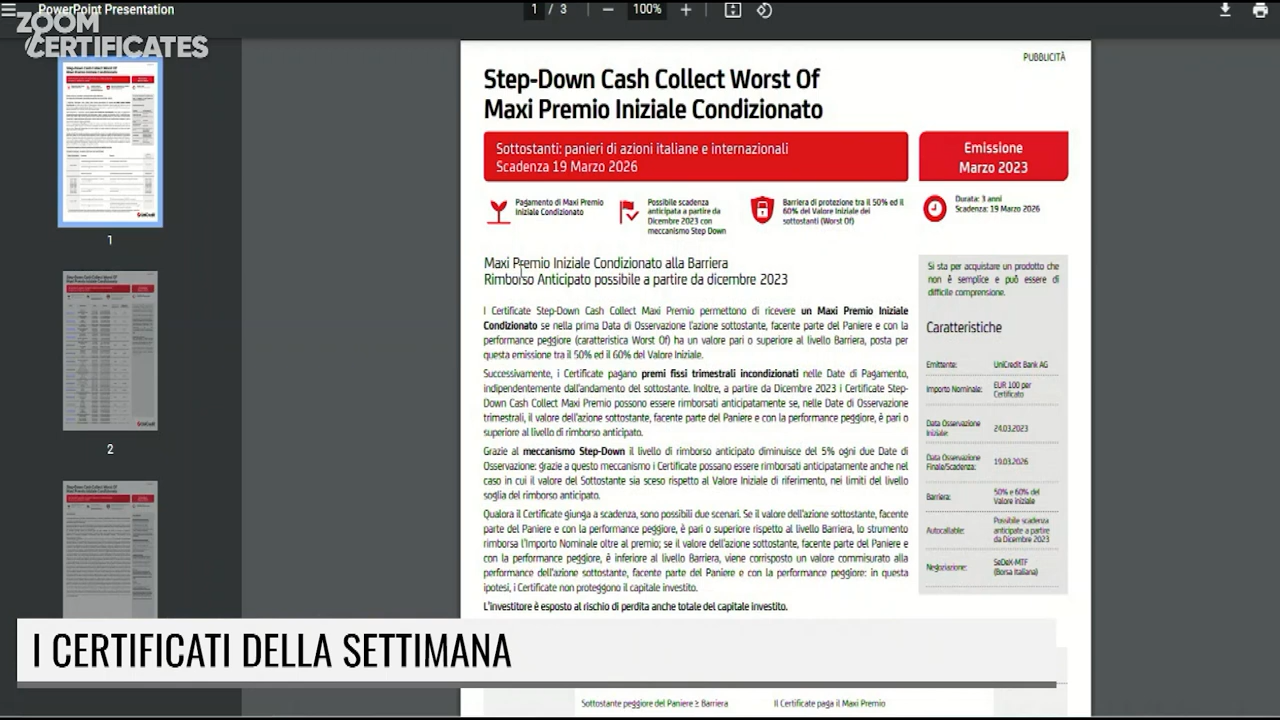 PowerPoint Presentation
1 / 3
100%
ZOOM
CERTIFICATES
PUBBLICITÀ
Step-Down Cash Collect Worst Of
Maxi Premio Iniziale Condizionato
Sottostanti: panieri di azioni italiane e internazionali
Scadenza 19 Marzo 2026
Emissione
Marzo 2023
Pagamento di Maxi Premio
Iniziale Condizionato
Possibile scadenza
anticipata a partire da
Dicembre 2023 con
meccanismo Step Down
Barriera di protezione tra il 50% ed il
60% del Valore Iniziale dei
sottostanti (Worst Of)
Durata: 3 anni
Scadenza: 19 Marzo 2026
Maxi Premio Iniziale Condizionato alla Barriera
Rimborso Anticipato possibile a partire da dicembre 2023
I Certificate Step-Down Cash Collect Maxi Premio permettono di ricevere un Maxi Premio Iniziale
Condizionato se nella prima Data di Osservazione l'azione sottostante, facente parte del Paniere e con la
performance peggiore (caratteristica Worst Of) ha un valore pari o superiore al livello Barriera, posta per
questa emissione tra il 50% ed il 60% del Valore Iniziale.
Successivamente, i Certificate pagano premi fissi trimestrali incondizionati nelle Date di Pagamento,
indipendentemente dall'andamento del sottostante. Inoltre, a partire da Dicembre 2023 i Certificate Step-
Down Cash Collect Maxi Premio possono essere rimborsati anticipatamente se, nelle Date di Osservazione
trimestrali, il valore dell'azione sottostante, facente parte del Paniere e con la performance peggiore, è pari o
superiore al livello di rimborso anticipato.
Grazie al meccanismo Step-Down il livello di rimborso anticipato diminuisce del 5% ogni due Date di
Osservazione: grazie a questo meccanismo i Certificate possano essere rimborsati anticipatamente anche nel
caso in cui il valore del Sottostante sia sceso rispetto al Valore Iniziale di riferimento, nei limiti del livello
soglia del rimborso anticipato.
Qualora il Certificate giunga a scadenza, sono possibili due scenari. Se il valore dell'azione sottostante, facente
parte del Paniere e con la performance peggiore, è pari o superiore rispetto al livello Barriera, lo strumento
rimborsa l'Importo Nominale oltre al premio; se il valore dell'azione sottostante, facente parte del Paniere e
con la performance peggiore, è inferiore al livello Barriera, viene corrisposto un valore commisurato alla
performance dell'azione sottostante, facente parte del Paniere e con la performance peggiore: in questa
ipotesi, i Certificate non proteggono il capitale investito.
L'investitore è esposto al rischio di perdita anche totale del capitale investito.
Si sta per acquistare un prodotto che
non è semplice e può essere di
difficile comprensione.
Caratteristiche
Emittente: UniCredit Bank AG
Importo Nominale: EUR 100 per
Certificato
Data Osservazione
Iniziale: 24.03.2023
Data Osservazione
Finale/Scadenza: 19.03.2026
Barriera: 50% e 60% del
Valore Iniziale
Autocallable: Possibile scadenza
anticipate a partire
da Dicembre 2023
Negoziazione: SeDeX-MTF
(Borsa Italiana)
1
2
I CERTIFICATI DELLA SETTIMANA
Sottostante peggiore del Paniere ≥ Barriera Il Certificate paga il Maxi Premio